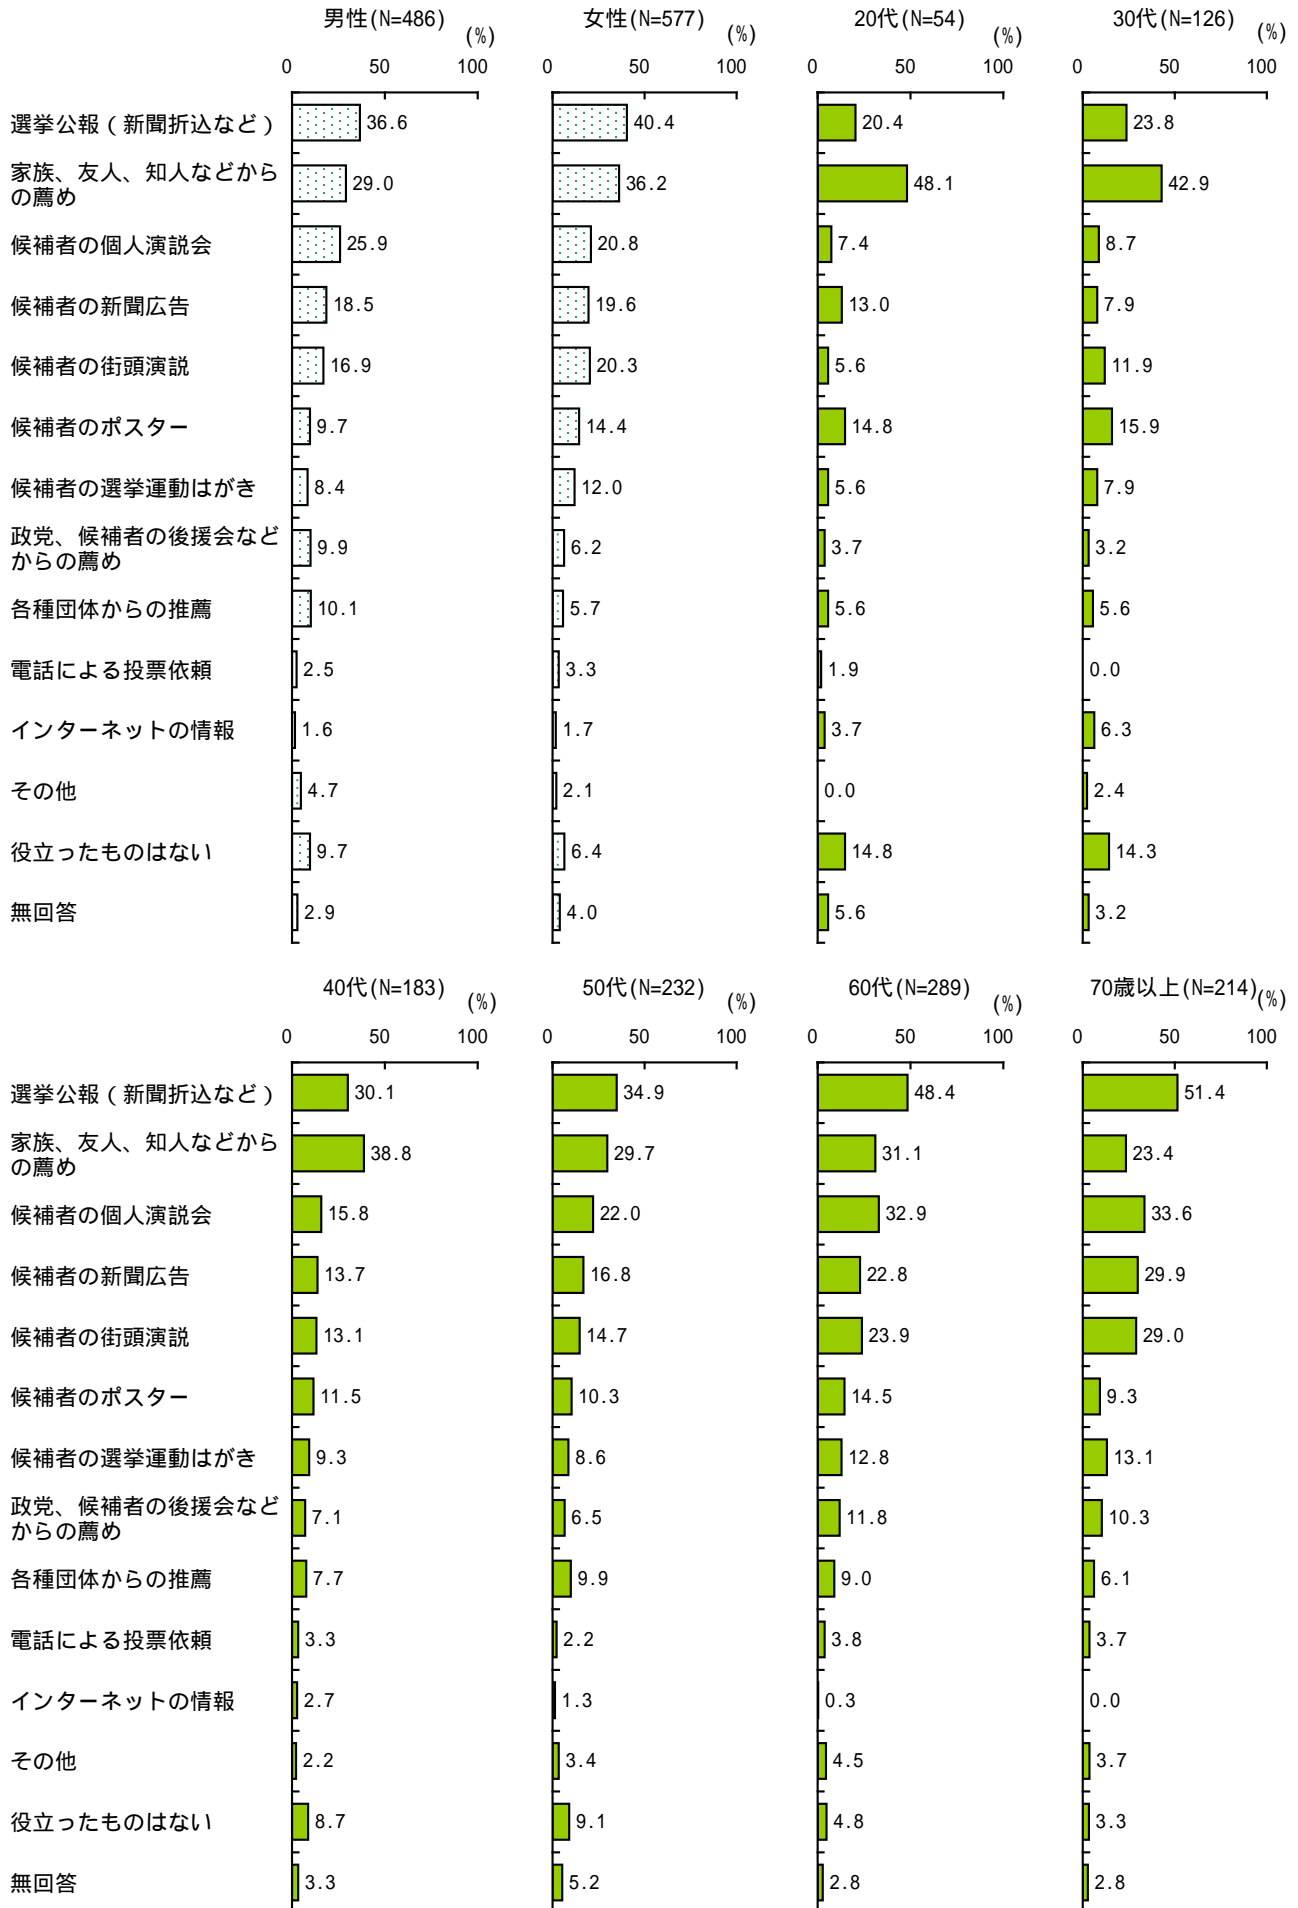 男性(N=486) 女性(N=577) 20代(N=54) 30代(N=126)
(%) (%) (%) (%)
0 50 100 0 50 100 0 50 100 0 50 100
選挙公報（新聞折込など） 36.6 40.4 20.4 23.8
家族、友人、知人などから
の薦め 29.0 36.2 48.1 42.9
候補者の個人演説会 25.9 20.8 7.4 8.7
候補者の新聞広告 18.5 19.6 13.0 7.9
候補者の街頭演説 16.9 20.3 5.6 11.9
候補者のポスター 9.7 14.4 14.8 15.9
候補者の選挙運動はがき 8.4 12.0 5.6 7.9
政党、候補者の後援会など
からの薦め 9.9 6.2 3.7 3.2
各種団体からの推薦 10.1 5.7 5.6 5.6
電話による投票依頼 2.5 3.3 1.9 0.0
インターネットの情報 1.6 1.7 3.7 6.3
その他 4.7 2.1 0.0 2.4
役立ったものはない 9.7 6.4 14.8 14.3
無回答 2.9 4.0 5.6 3.2
40代(N=183) 50代(N=232) 60代(N=289) 70歳以上(N=214)
(%) (%) (%) (%)
0 50 100 0 50 100 0 50 100 0 50 100
選挙公報（新聞折込など） 30.1 34.9 48.4 51.4
家族、友人、知人などから
の薦め 38.8 29.7 31.1 23.4
候補者の個人演説会 15.8 22.0 32.9 33.6
候補者の新聞広告 13.7 16.8 22.8 29.9
候補者の街頭演説 13.1 14.7 23.9 29.0
候補者のポスター 11.5 10.3 14.5 9.3
候補者の選挙運動はがき 9.3 8.6 12.8 13.1
政党、候補者の後援会など
からの薦め 7.1 6.5 11.8 10.3
各種団体からの推薦 7.7 9.9 9.0 6.1
電話による投票依頼 3.3 2.2 3.8 3.7
インターネットの情報 2.7 1.3 0.3 0.0
その他 2.2 3.4 4.5 3.7
役立ったものはない 8.7 9.1 4.8 3.3
無回答 3.3 5.2 2.8 2.8